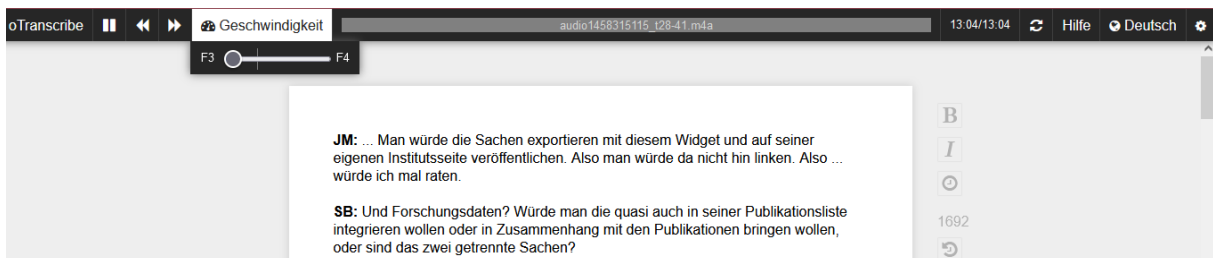 oTranscribe Geschwindigkeit audio1458315115_t28-41.m4a 13:04/13:04 Hilfe Deutsch
F3 F4
JM: ... Man würde die Sachen exportieren mit diesem Widget und auf seiner
eigenen Institutsseite veröffentlichen. Also man würde da nicht hin linken. Also ...
würde ich mal raten.
SB: Und Forschungsdaten? Würde man die quasi auch in seiner Publikationsliste
integrieren wollen oder in Zusammenhang mit den Publikationen bringen wollen,
oder sind das zwei getrennte Sachen?
B
I
1692